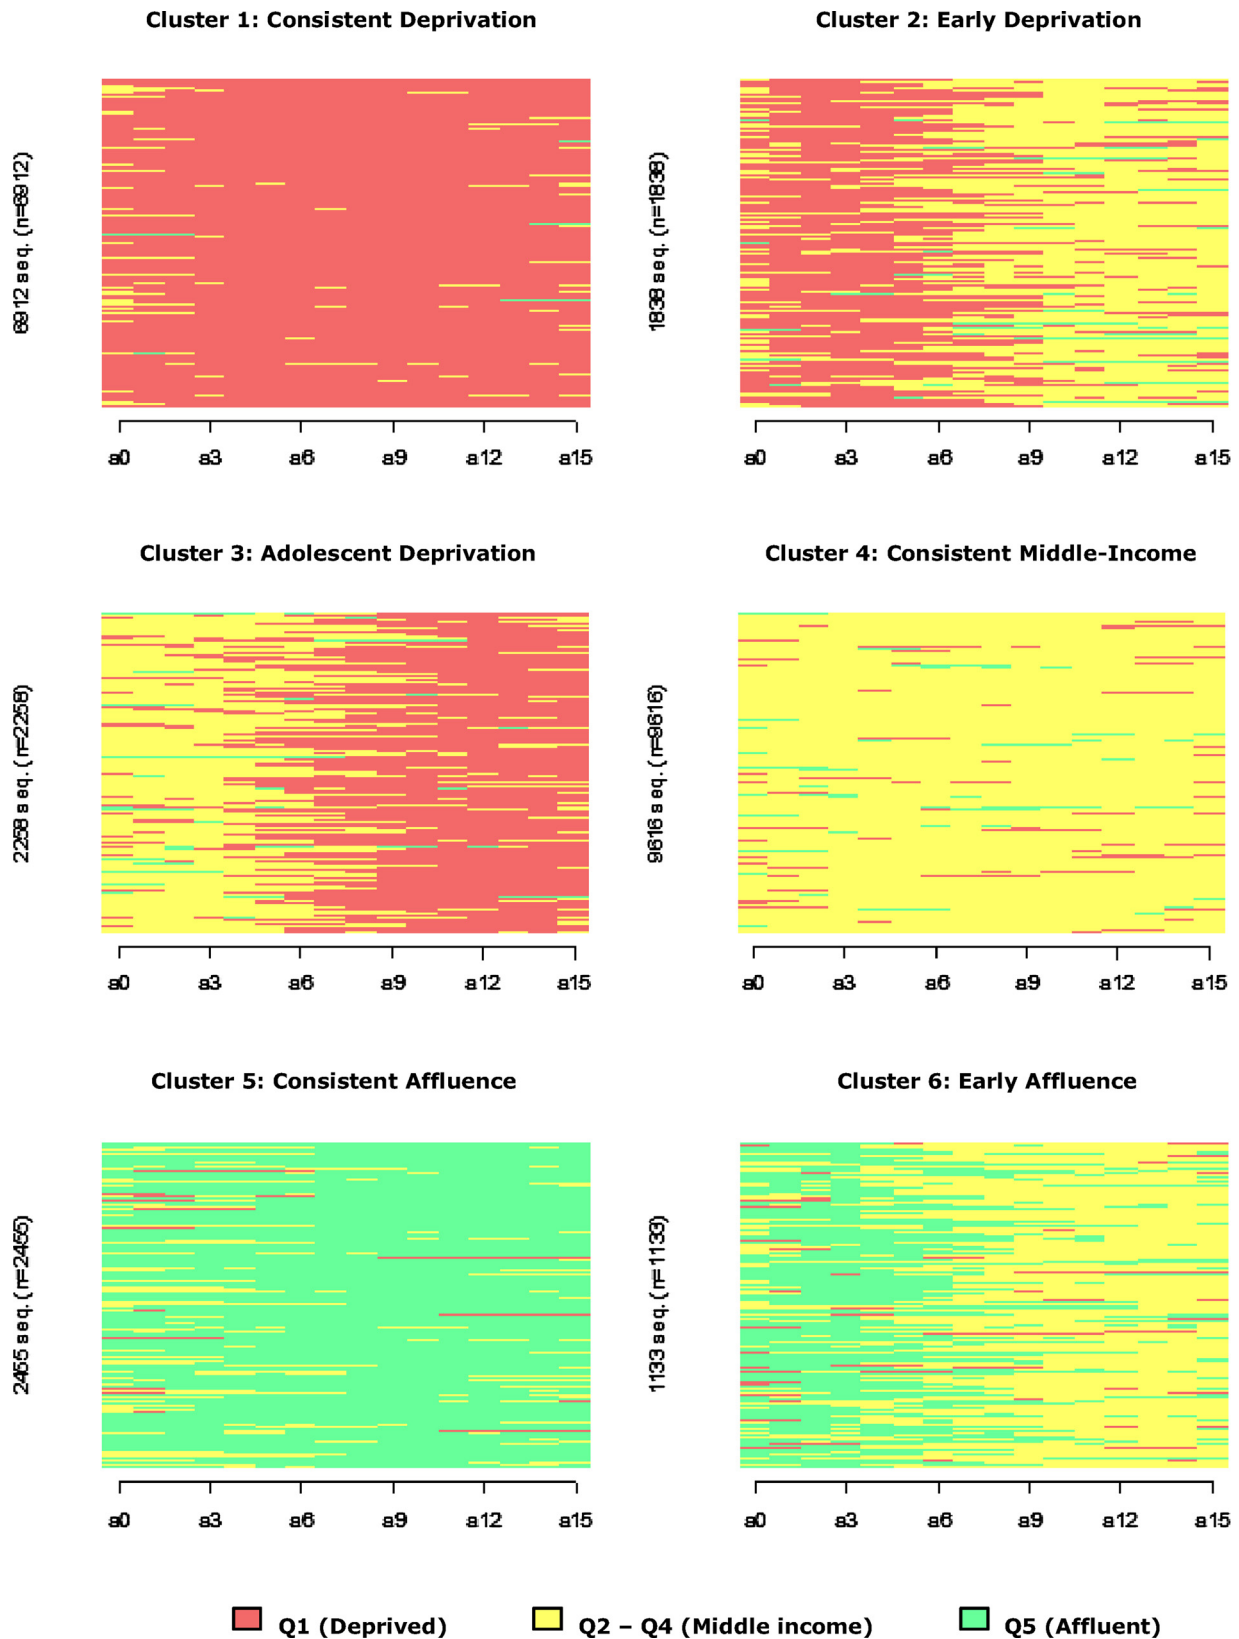 Cluster 1: Consistent Deprivation
6912 seq. (n=6912)
a0 a3 a6 a9 a12 a15
Cluster 2: Early Deprivation
1838 seq. (n=1838)
a0 a3 a6 a9 a12 a15
Cluster 3: Adolescent Deprivation
2258 seq. (n=2258)
a0 a3 a6 a9 a12 a15
Cluster 4: Consistent Middle-Income
9616 seq. (n=9616)
a0 a3 a6 a9 a12 a15
Cluster 5: Consistent Affluence
2455 seq. (n=2455)
a0 a3 a6 a9 a12 a15
Cluster 6: Early Affluence
1133 seq. (n=1133)
a0 a3 a6 a9 a12 a15
Q1 (Deprived) Q2 – Q4 (Middle income) Q5 (Affluent)